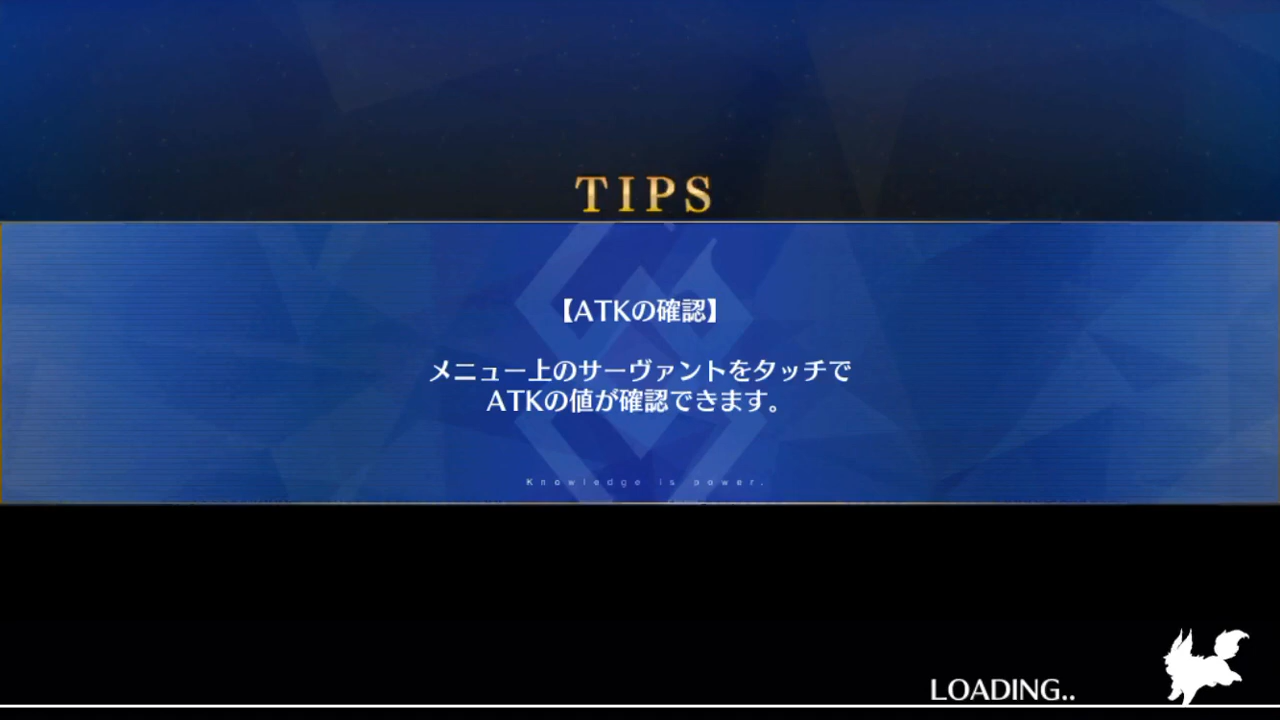 TIPS
【ATKの確認】
メニュー上のサーヴァントをタッチで
ATKの値が確認できます。
Knowledge is power.
LOADING..